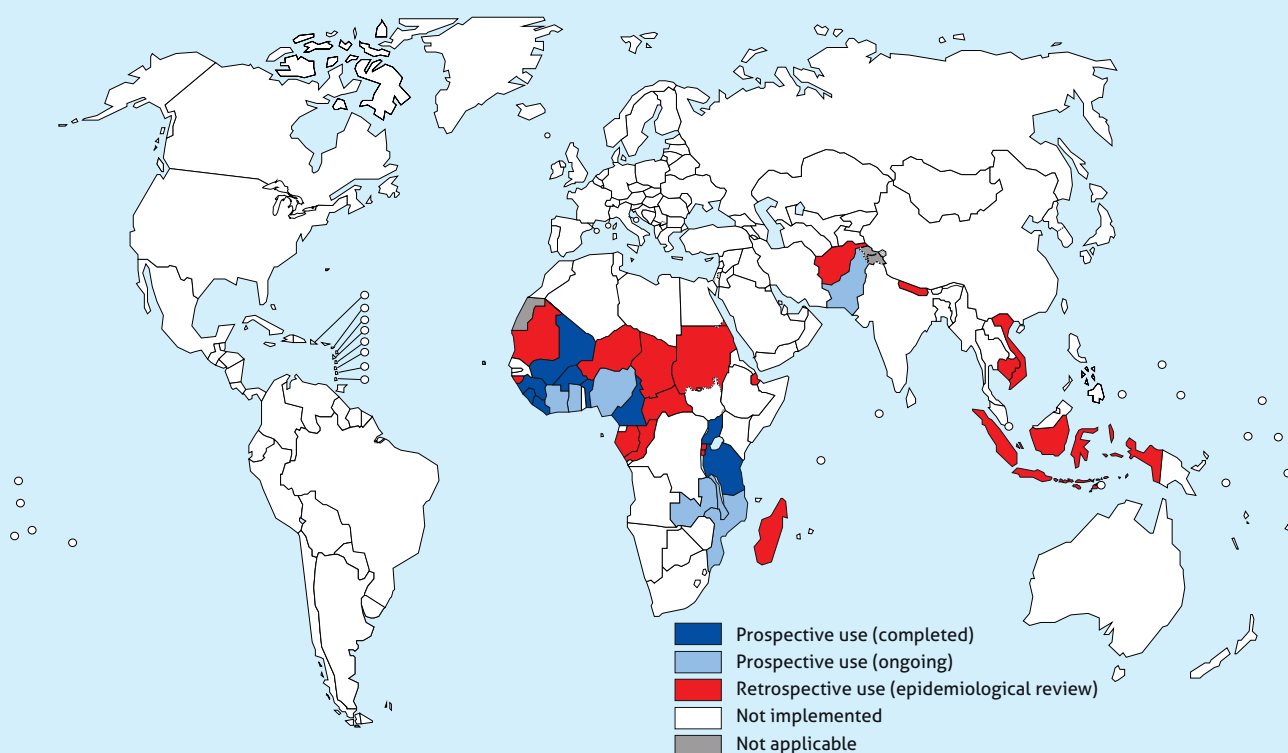 Prospective use (completed)
Prospective use (ongoing)
Retrospective use (epidemiological review)
Not implemented
Not applicable